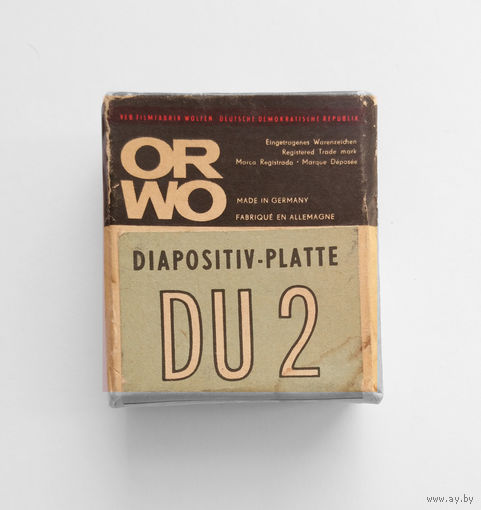 VEB FILMFABRIK WOLFEN DEUTSCHE DEMOKRATISCHE REPUBLIK
OR
WO
Eingetragenes Warenzeichen
Registered Trade mark
Marca Registrada • Marque Déposée
MADE IN GERMANY
FABRIQUÉ EN ALLEMAGNE
DIAPOSITIV-PLATTE
DU 2
www.ay.by